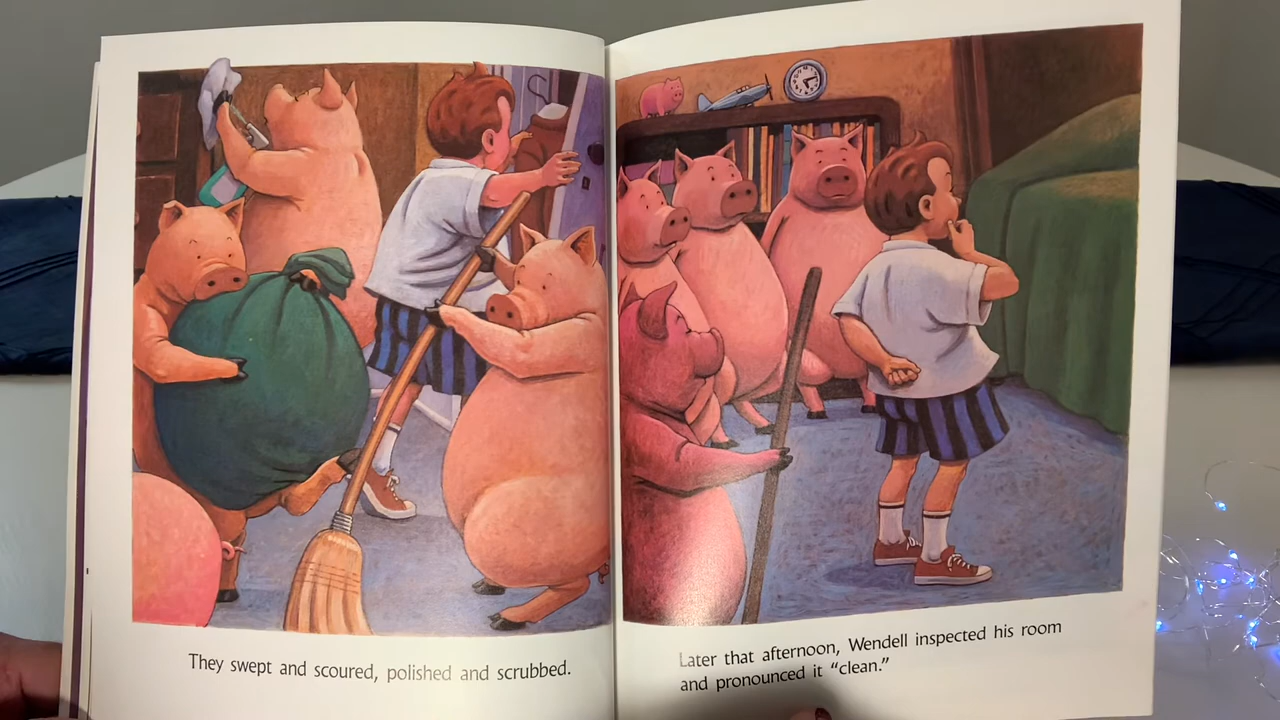 They swept and scoured, polished and scrubbed.
Later that afternoon, Wendell inspected his room
and pronounced it “clean.”